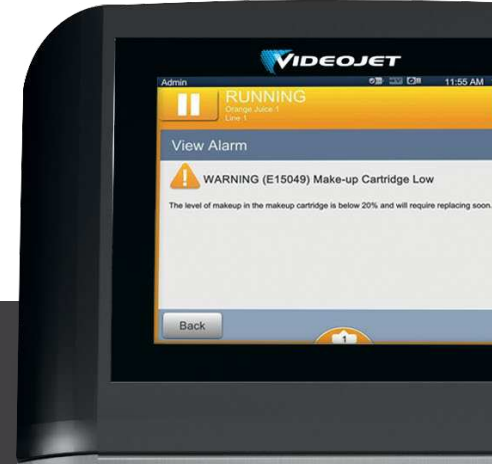 VIDEOJET
Admin
11:55 AM
RUNNING
Orange Juice-1
Line 1
View Alarm
WARNING (E15049) Make-up Cartridge Low
The level of makeup in the makeup cartridge is below 20% and will require replacing soon.
Back
1